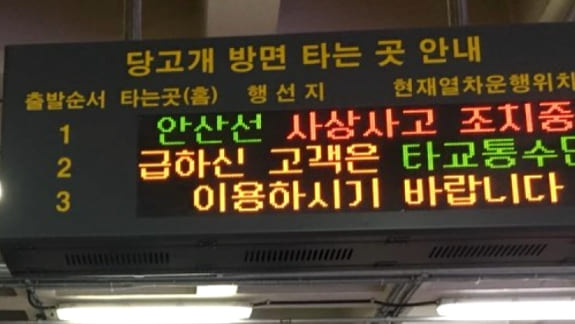 당고개 방면 타는 곳 안내
출발순서 타는곳(홈) 행선지 현재열차운행위치
1 안산선 사상사고 조치중
2 급하신 고객은 타교통수단
3 이용하시기 바랍니다